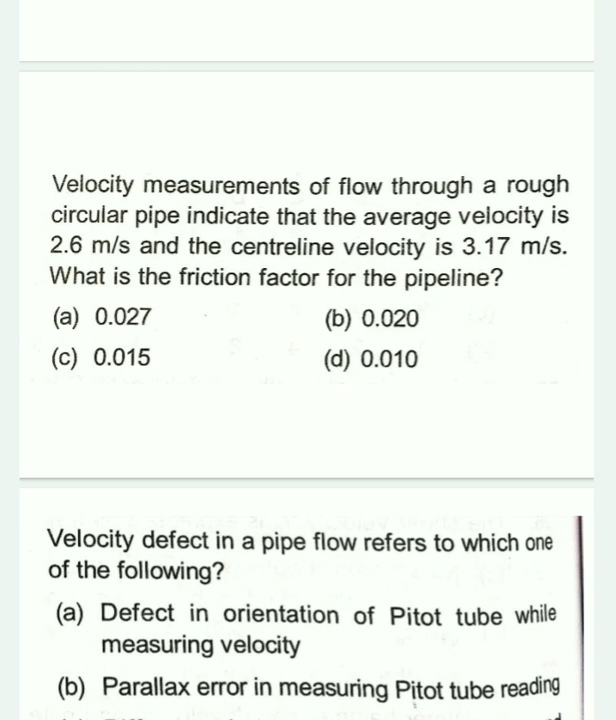 Velocity measurements of flow through a rough
circular pipe indicate that the average velocity is
2.6 m/s and the centreline velocity is 3.17 m/s.
What is the friction factor for the pipeline?
(a) 0.027 (b) 0.020
(c) 0.015 (d) 0.010
Velocity defect in a pipe flow refers to which one
of the following?
(a) Defect in orientation of Pitot tube while
measuring velocity
(b) Parallax error in measuring Pitot tube reading